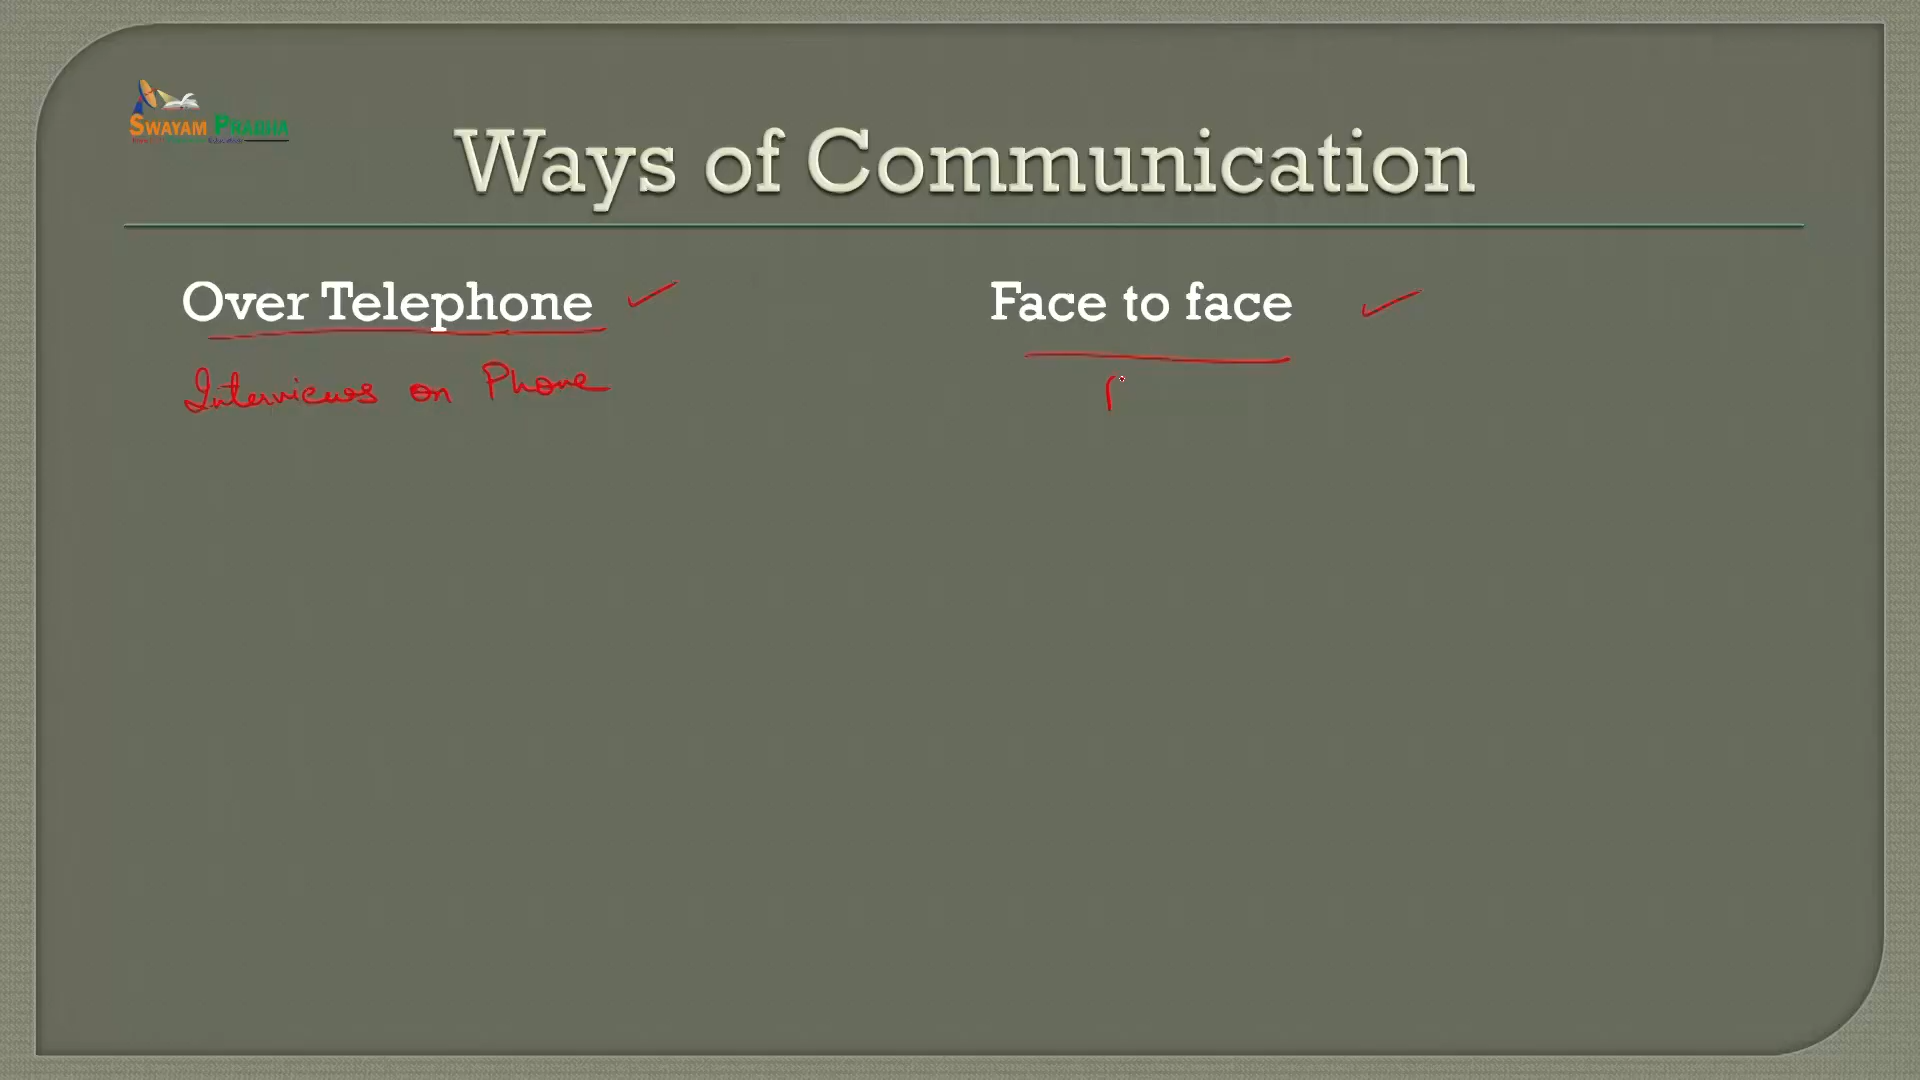 SWAYAM PRABHA
Ways of Communication
Over Telephone
Face to face
Interviews on Phone